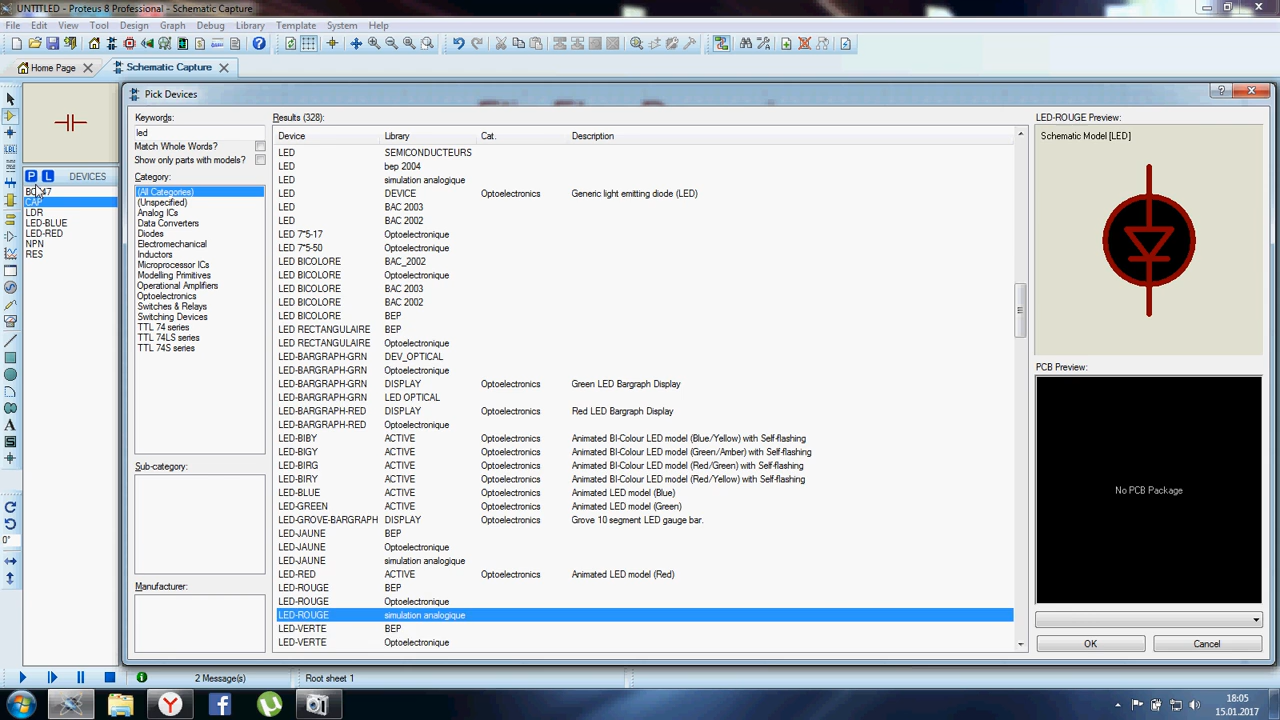 UNTITLED - Proteus 8 Professional - Schematic Capture
File Edit View Tool Design Graph Debug Library Template System Help
Home Page Schematic Capture
Pick Devices
Keywords: Results (328): LED-ROUGE Preview:
led Device Library Cat. Description Schematic Model [LED]
Match Whole Words?
Show only parts with models?
Category:
P L DEVICES
CAP
LDR
LED-BLUE
LED-RED
NPN
RES
(All Categories)
(Unspecified)
Analog ICs
Data Converters
Diodes
Electromechanical
Inductors
Microprocessor ICs
Modelling Primitives
Operational Amplifiers
Optoelectronics
Switches & Relays
Switching Devices
TTL 74 series
TTL 74LS series
TTL 74S series
Sub-category:
Manufacturer:
LED SEMICONDUCTEURS
LED bep 2004
LED simulation analogique
LED DEVICE Optoelectronics Generic light emitting diode (LED)
LED BAC 2003
LED BAC 2002
LED 7*5-17 Optoelectronique
LED 7*5-50 Optoelectronique
LED BICOLORE BAC_2002
LED BICOLORE Optoelectronique
LED BICOLORE BAC 2003
LED BICOLORE BAC 2002
LED BICOLORE BEP
LED RECTANGULAIRE BEP
LED RECTANGULAIRE Optoelectronique
LED-BARGRAPH-GRN DEV_OPTICAL
LED-BARGRAPH-GRN Optoelectronique
LED-BARGRAPH-GRN DISPLAY Optoelectronics Green LED Bargraph Display
LED-BARGRAPH-GRN LED OPTICAL
LED-BARGRAPH-RED DISPLAY Optoelectronics Red LED Bargraph Display
LED-BARGRAPH-RED Optoelectronique
LED-BIBY ACTIVE Optoelectronics Animated BI-Colour LED model (Blue/Yellow) with Self-flashing
LED-BIGY ACTIVE Optoelectronics Animated BI-Colour LED model (Green/Amber) with Self-flashing
LED-BIRG ACTIVE Optoelectronics Animated BI-Colour LED model (Red/Green) with Self-flashing
LED-BIRY ACTIVE Optoelectronics Animated BI-Colour LED model (Red/Yellow) with Self-flashing
LED-BLUE ACTIVE Optoelectronics Animated LED model (Blue)
LED-GREEN ACTIVE Optoelectronics Animated LED model (Green)
LED-GROVE-BARGRAPH DISPLAY Optoelectronics Grove 10 segment LED gauge bar.
LED-JAUNE BEP
LED-JAUNE Optoelectronique
LED-JAUNE simulation analogique
LED-RED ACTIVE Optoelectronics Animated LED model (Red)
LED-ROUGE BEP
LED-ROUGE Optoelectronique
LED-ROUGE simulation analogique
LED-VERTE BEP
LED-VERTE Optoelectronique
PCB Preview:
No PCB Package
OK Cancel
0°
2 Message(s) Root sheet 1
18:05
15.01.2017